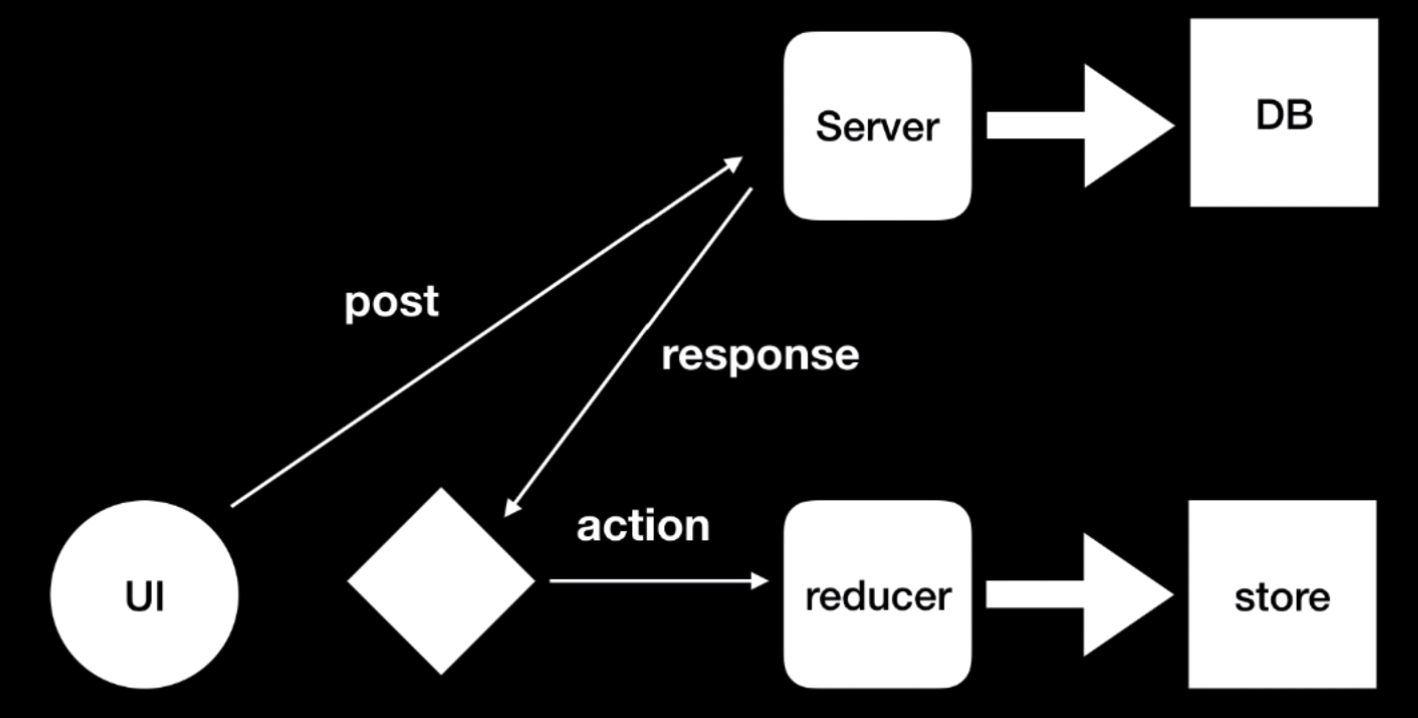 Server
DB
post
response
action
UI
reducer
store